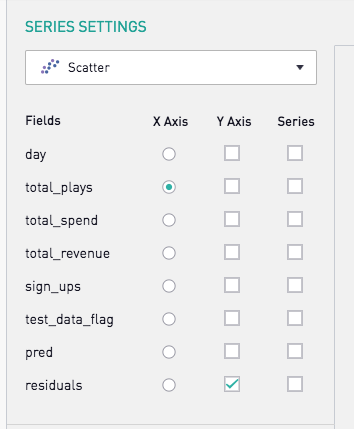 SERIES SETTINGS
Scatter
Fields X Axis Y Axis Series
day
total_plays
total_spend
total_revenue
sign_ups
test_data_flag
pred
residuals